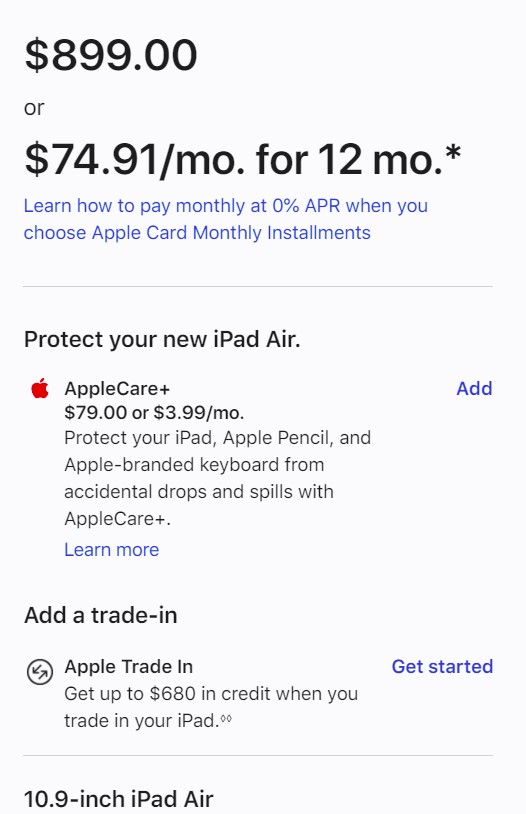 $899.00
or
$74.91/mo. for 12 mo.*
Learn how to pay monthly at 0% APR when you
choose Apple Card Monthly Installments
Protect your new iPad Air.
AppleCare+
Add
$79.00 or $3.99/mo.
Protect your iPad, Apple Pencil, and
Apple-branded keyboard from
accidental drops and spills with
AppleCare+.
Learn more
Add a trade-in
Apple Trade In
Get started
Get up to $680 in credit when you
trade in your iPad.◊◊
10.9-inch iPad Air